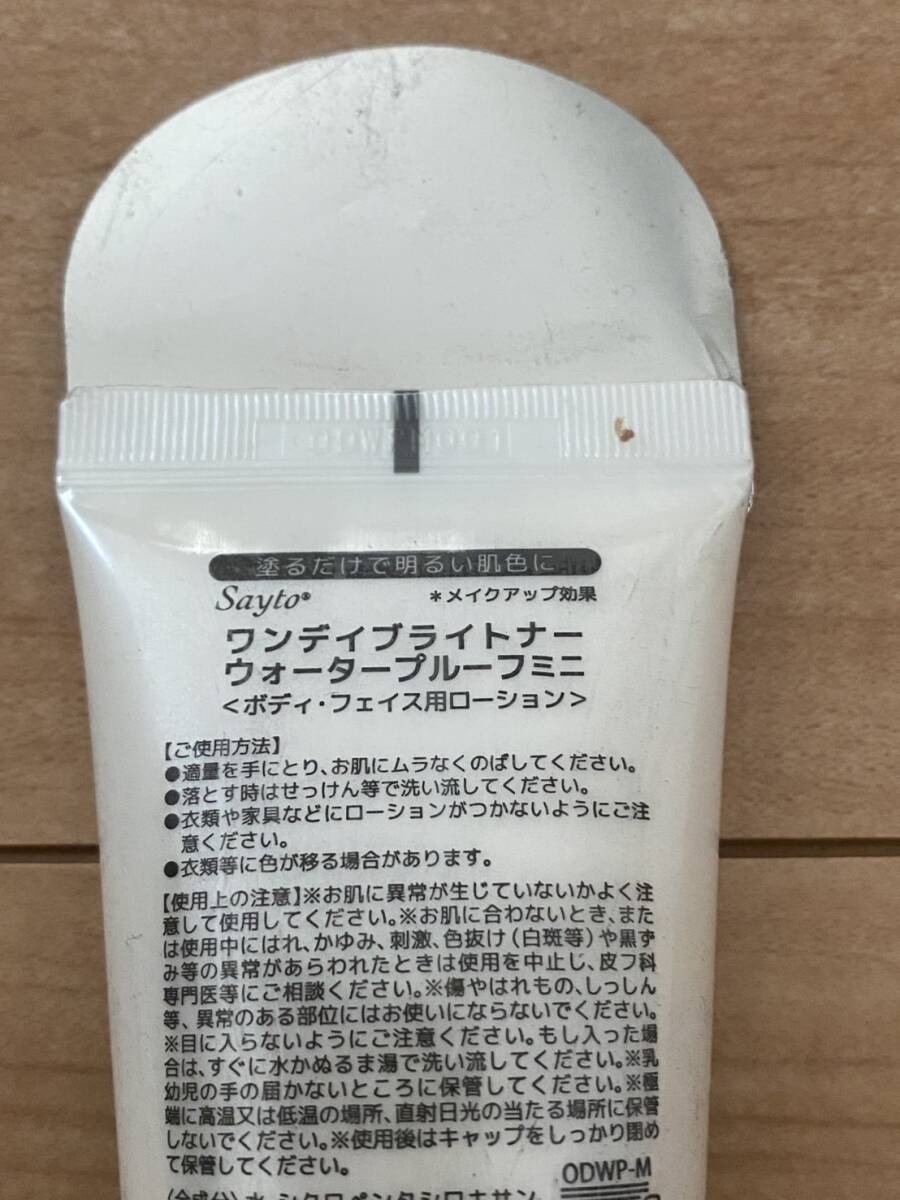 塗るだけで明るい肌色に
Sayto® *メイクアップ効果
ワンデイブライトナー
ウォータープルーフミニ
<ボディ・フェイス用ローション>
【ご使用方法】
●適量を手にとり、お肌にムラなくのばしてください。
●落とす時はせっけん等で洗い流してください。
●衣類や家具などにローションがつかないようにご注
意ください。
●衣類等に色が移る場合があります。
【使用上の注意】※お肌に異常が生じていないかよく注
意して使用してください。※お肌に合わないとき、また
は使用中にはれ、かゆみ、刺激、色抜け(白斑等)や黒ず
み等の異常があらわれたときは使用を中止し、皮フ科
専門医等にご相談ください。※傷やはれもの、しっしん
等、異常のある部位にはお使いにならないでください。
※目に入らないようにご注意ください。もし入った場
合は、すぐに水かぬるま湯で洗い流してください。※乳
幼児の手の届かないところに保管してください。※極
端に高温又は低温の場所、直射日光の当たる場所に保管
しないでください。※使用後はキャップをしっかり閉め
て保管してください。
ODWP-M
(全成分)水、シクロペンタシロキサン、